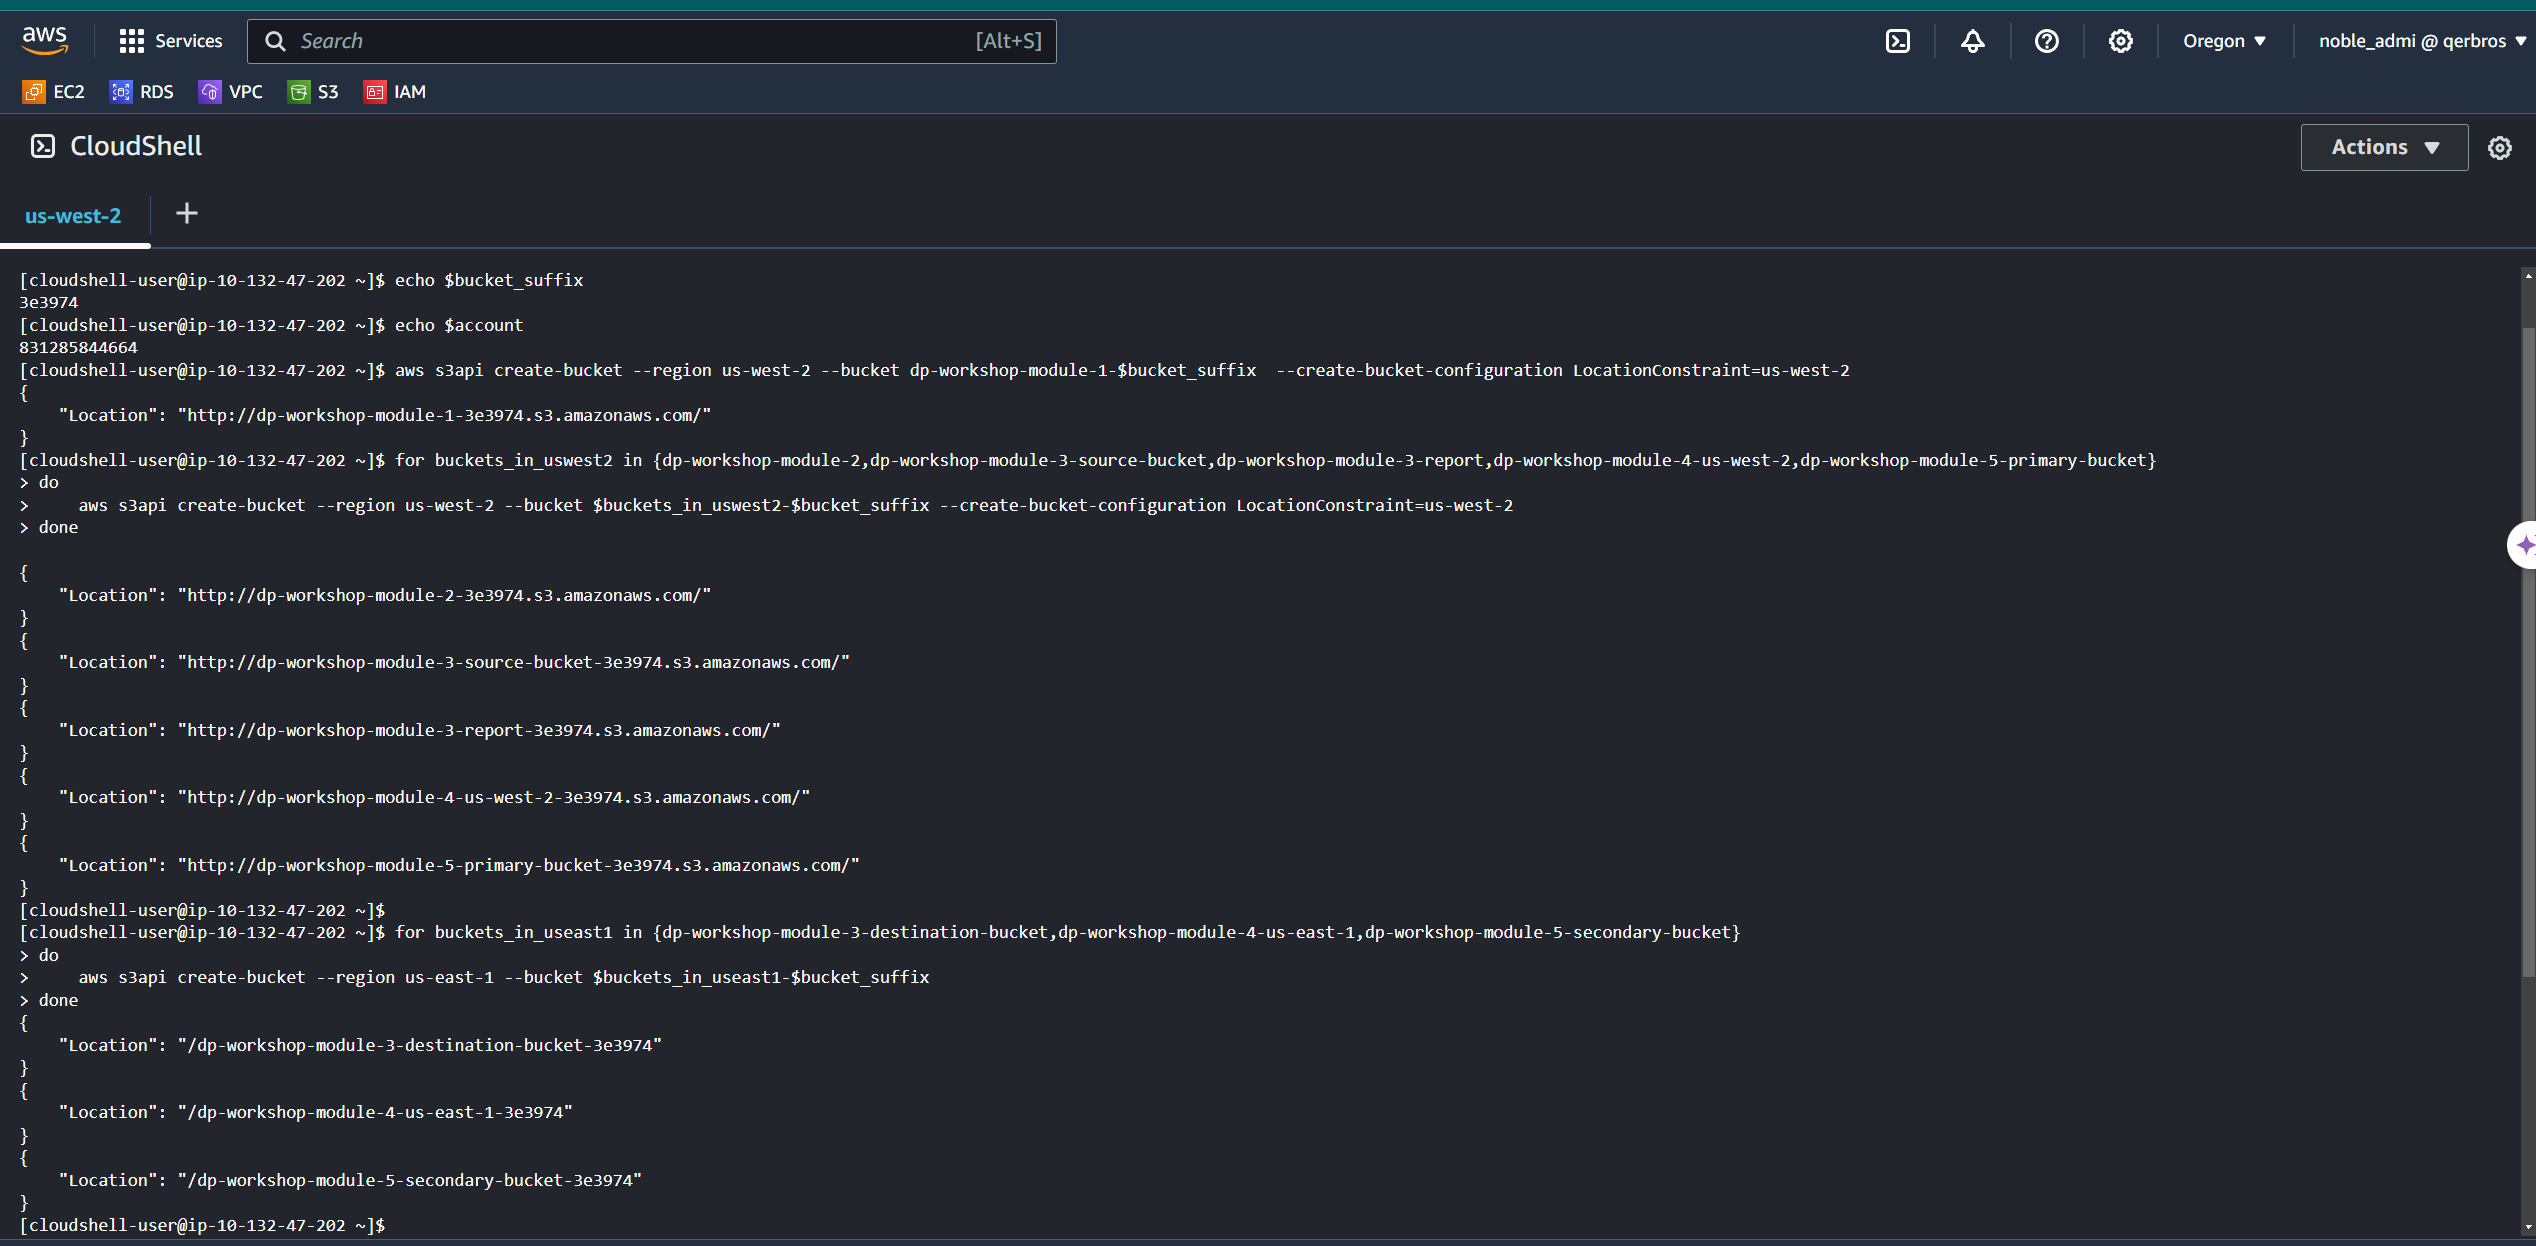 aws Services Search [Alt+S] Oregon noble_admi @ qerbros
EC2 RDS VPC S3 IAM
CloudShell Actions
us-west-2 +
[cloudshell-user@ip-10-132-47-202 ~]$ echo $bucket_suffix
3e3974
[cloudshell-user@ip-10-132-47-202 ~]$ echo $account
831285844664
[cloudshell-user@ip-10-132-47-202 ~]$ aws s3api create-bucket --region us-west-2 --bucket dp-workshop-module-1-$bucket_suffix  --create-bucket-configuration LocationConstraint=us-west-2
{
    "Location": "http://dp-workshop-module-1-3e3974.s3.amazonaws.com/"
}
[cloudshell-user@ip-10-132-47-202 ~]$ for buckets_in_uswest2 in {dp-workshop-module-2,dp-workshop-module-3-source-bucket,dp-workshop-module-3-report,dp-workshop-module-4-us-west-2,dp-workshop-module-5-primary-bucket}
> do
>     aws s3api create-bucket --region us-west-2 --bucket $buckets_in_uswest2-$bucket_suffix --create-bucket-configuration LocationConstraint=us-west-2
> done
{
    "Location": "http://dp-workshop-module-2-3e3974.s3.amazonaws.com/"
}
{
    "Location": "http://dp-workshop-module-3-source-bucket-3e3974.s3.amazonaws.com/"
}
{
    "Location": "http://dp-workshop-module-3-report-3e3974.s3.amazonaws.com/"
}
{
    "Location": "http://dp-workshop-module-4-us-west-2-3e3974.s3.amazonaws.com/"
}
{
    "Location": "http://dp-workshop-module-5-primary-bucket-3e3974.s3.amazonaws.com/"
}
[cloudshell-user@ip-10-132-47-202 ~]$
[cloudshell-user@ip-10-132-47-202 ~]$ for buckets_in_useast1 in {dp-workshop-module-3-destination-bucket,dp-workshop-module-4-us-east-1,dp-workshop-module-5-secondary-bucket}
> do
>     aws s3api create-bucket --region us-east-1 --bucket $buckets_in_useast1-$bucket_suffix
> done
{
    "Location": "/dp-workshop-module-3-destination-bucket-3e3974"
}
{
    "Location": "/dp-workshop-module-4-us-east-1-3e3974"
}
{
    "Location": "/dp-workshop-module-5-secondary-bucket-3e3974"
}
[cloudshell-user@ip-10-132-47-202 ~]$